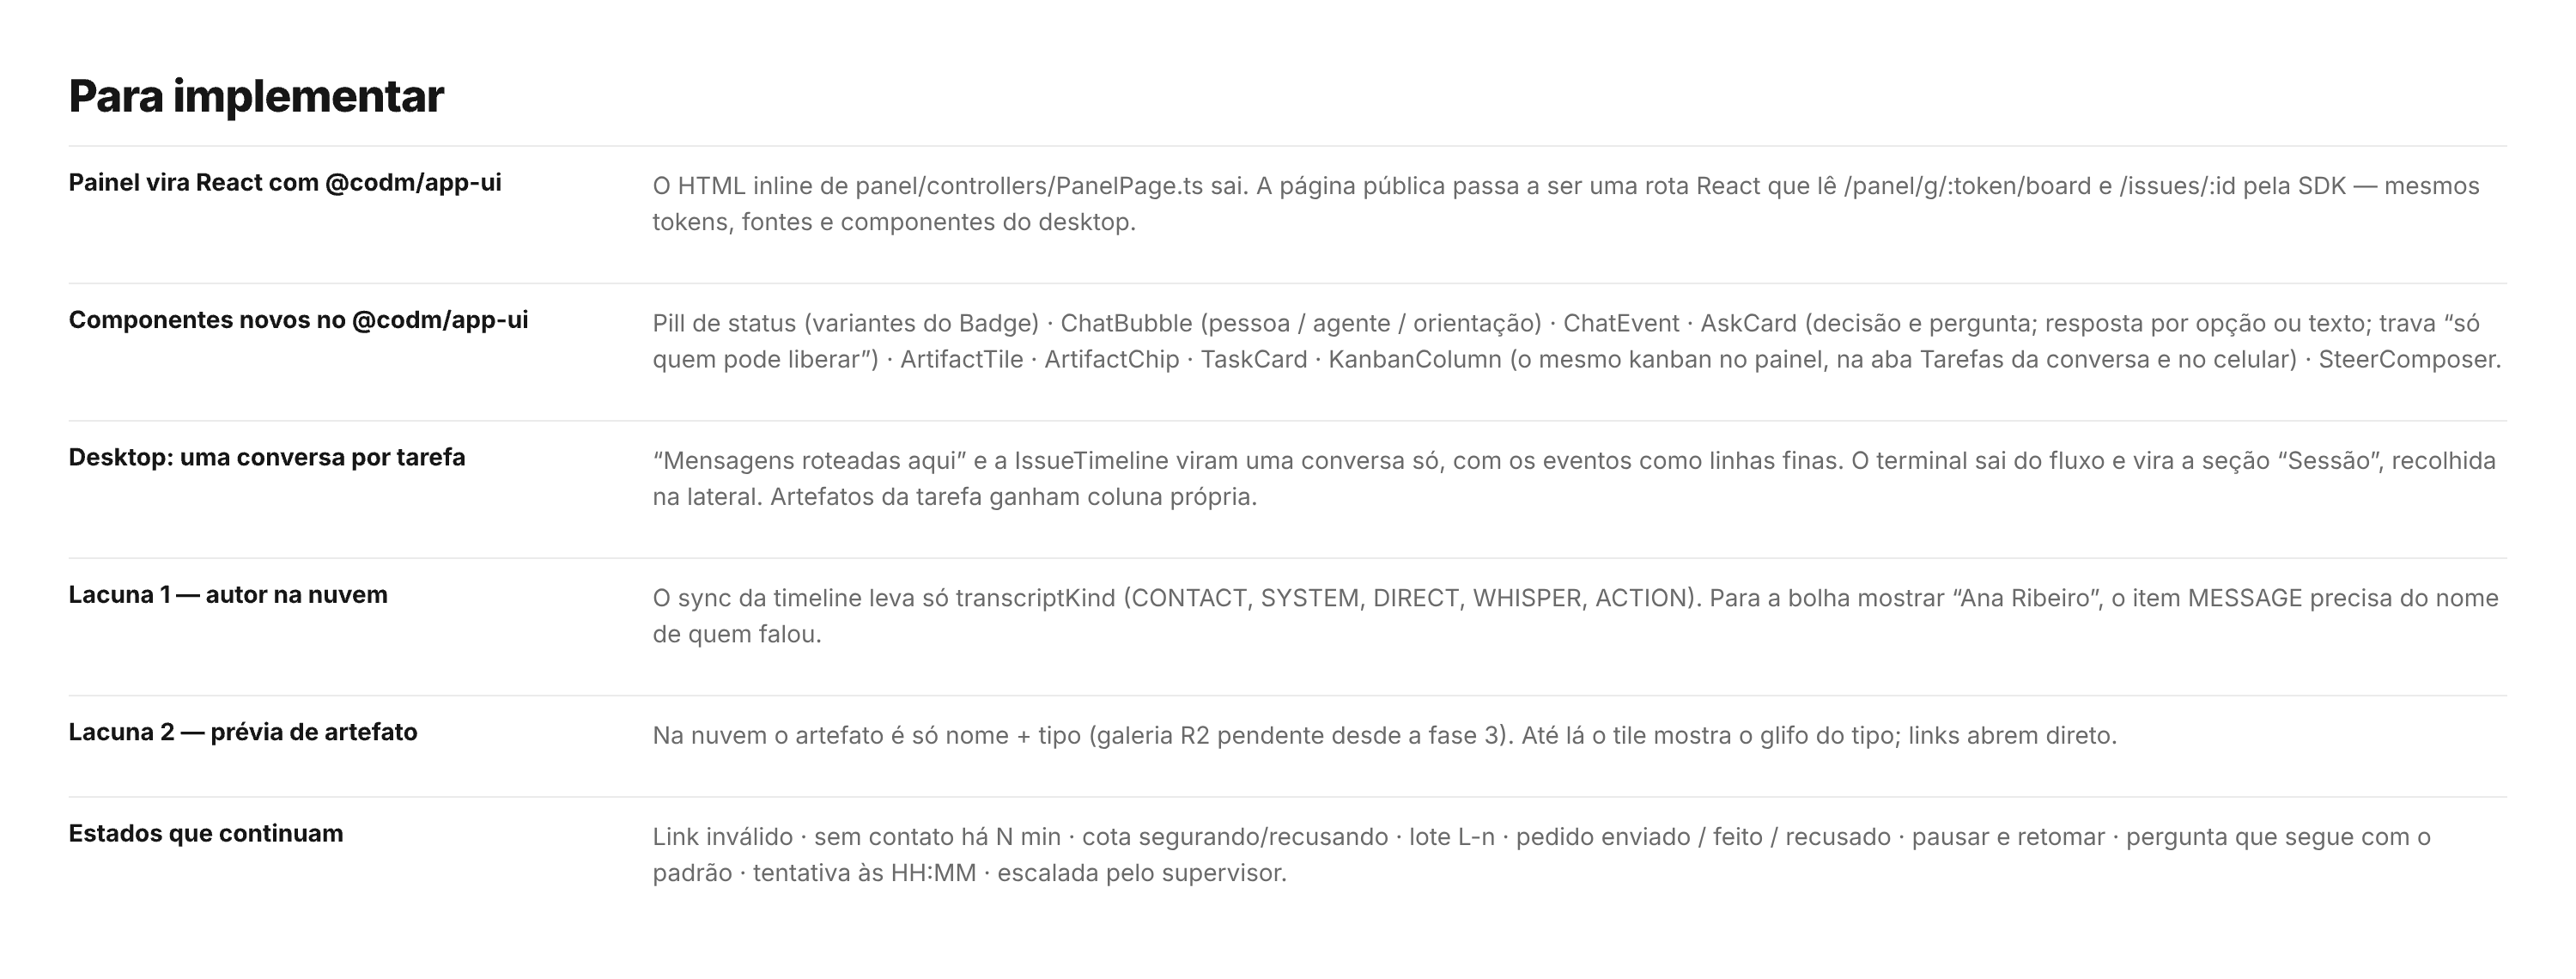 Para implementar
Painel vira React com @codm/app-ui
O HTML inline de panel/controllers/PanelPage.ts sai. A página pública passa a ser uma rota React que lê /panel/g/:token/board e /issues/:id pela SDK — mesmos
tokens, fontes e componentes do desktop.
Componentes novos no @codm/app-ui
Pill de status (variantes do Badge) · ChatBubble (pessoa / agente / orientação) · ChatEvent · AskCard (decisão e pergunta; resposta por opção ou texto; trava “só
quem pode liberar”) · ArtifactTile · ArtifactChip · TaskCard · KanbanColumn (o mesmo kanban no painel, na aba Tarefas da conversa e no celular) · SteerComposer.
Desktop: uma conversa por tarefa
“Mensagens roteadas aqui” e a IssueTimeline viram uma conversa só, com os eventos como linhas finas. O terminal sai do fluxo e vira a seção “Sessão”, recolhida
na lateral. Artefatos da tarefa ganham coluna própria.
Lacuna 1 — autor na nuvem
O sync da timeline leva só transcriptKind (CONTACT, SYSTEM, DIRECT, WHISPER, ACTION). Para a bolha mostrar “Ana Ribeiro”, o item MESSAGE precisa do nome
de quem falou.
Lacuna 2 — prévia de artefato
Na nuvem o artefato é só nome + tipo (galeria R2 pendente desde a fase 3). Até lá o tile mostra o glifo do tipo; links abrem direto.
Estados que continuam
Link inválido · sem contato há N min · cota segurando/recusando · lote L-n · pedido enviado / feito / recusado · pausar e retomar · pergunta que segue com o
padrão · tentativa às HH:MM · escalada pelo supervisor.